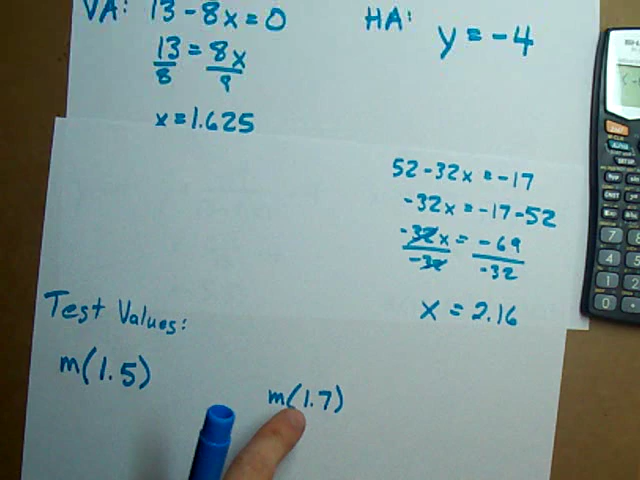 VA: 13-8x=0
13/8 = 8x/8
x=1.625
HA: y=-4
52-32x=-17
-32x=-17-52
-32x/-32 = -69/-32
x=2.16
Test Values:
m(1.5)
m(1.7)